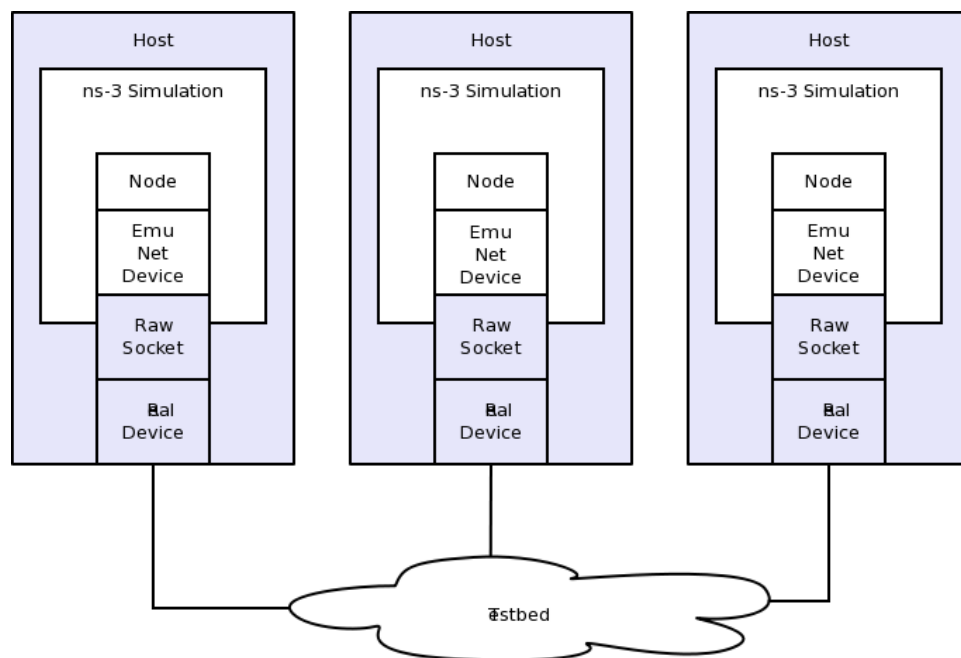 Host
ns-3 Simulation
Node
Emu
Net
Device
Raw
Socket
Real
Device
Host
ns-3 Simulation
Node
Emu
Net
Device
Raw
Socket
Real
Device
Host
ns-3 Simulation
Node
Emu
Net
Device
Raw
Socket
Real
Device
Testbed